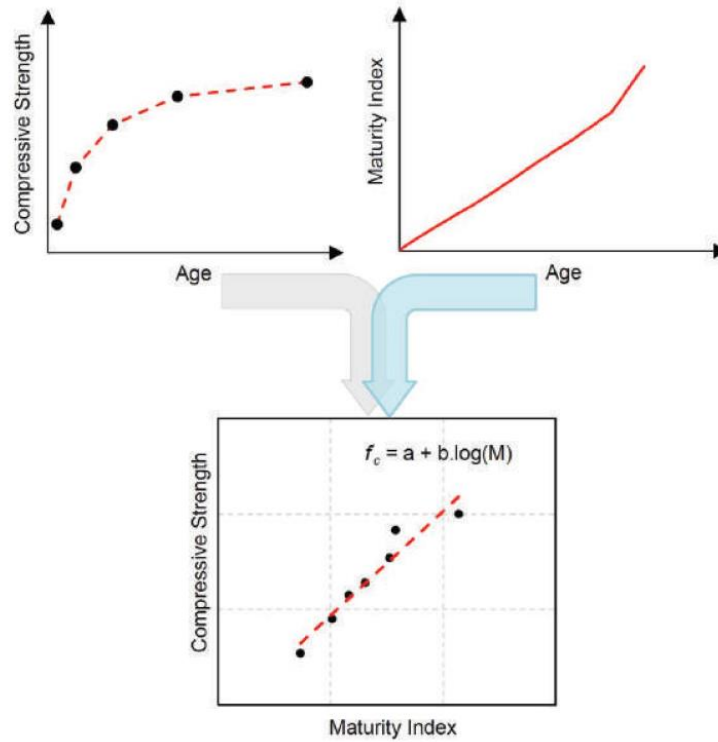 Compressive Strength
Age
Maturity Index
Age
f_c = a + b.log(M)
Compressive Strength
Maturity Index